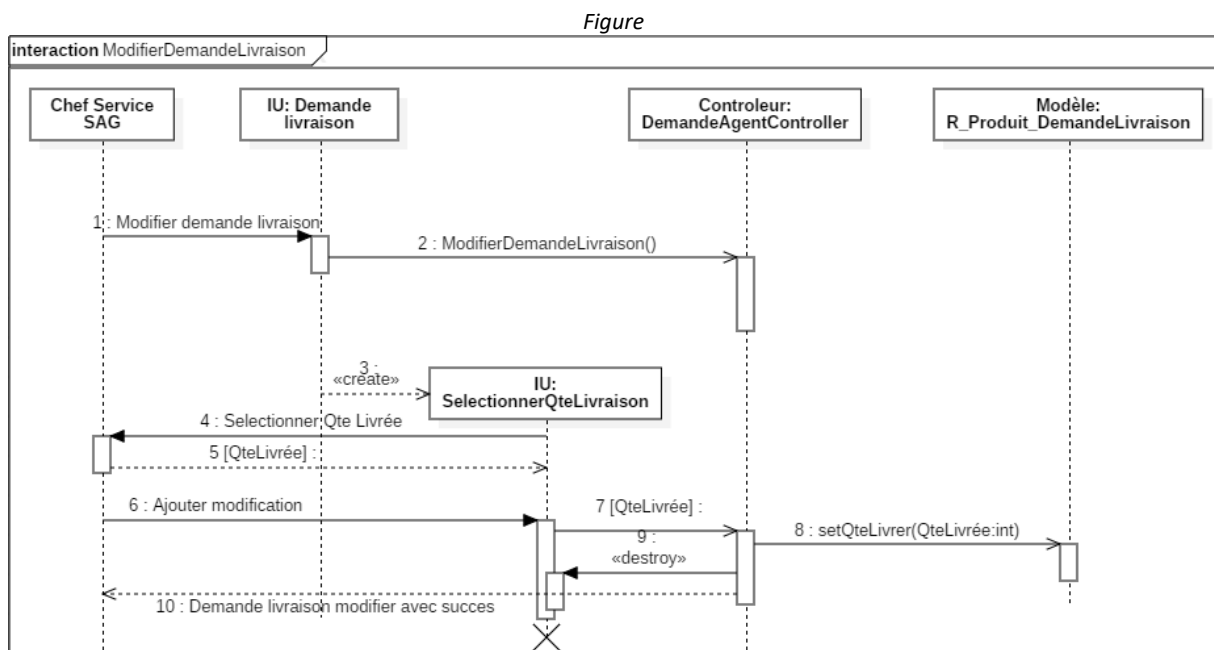 Figure
interaction ModifierDemandeLivraison
Chef Service
SAG
IU: Demande
livraison
Controleur:
DemandeAgentController
Modèle:
R_Produit_DemandeLivraison
1 : Modifier demande livraison
2 : ModifierDemandeLivraison()
3 :
«create»
IU:
SelectionnerQteLivraison
4 : Selectionner Qte Livrée
5 [QteLivrée] :
6 : Ajouter modification
7 [QteLivrée] :
8 : setQteLivrer(QteLivrée:int)
9 :
«destroy»
10 : Demande livraison modifier avec succes